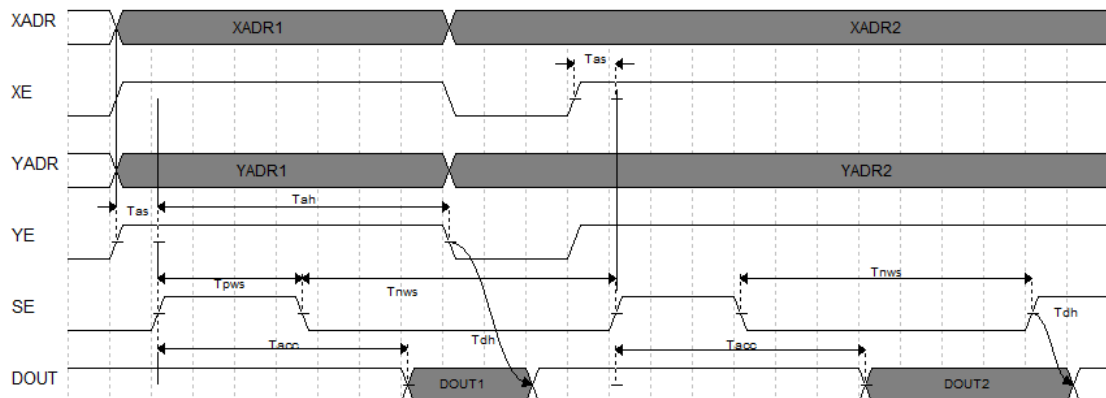 XADR XADR1 XADR2
Tas
XE
YADR YADR1 YADR2
Tas Tah
YE
Tpws Tnws Tnws
SE Tdh Tdh
Tacc Tacc
DOUT DOUT1 DOUT2